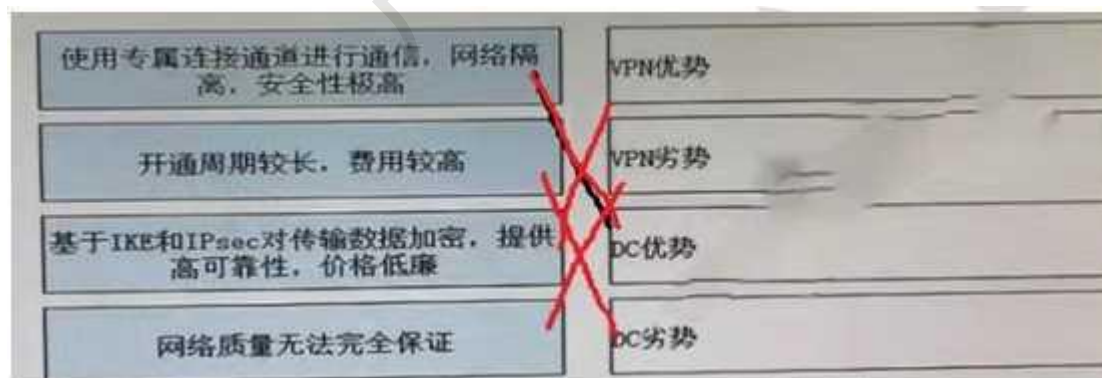 使用专属连接通道进行通信，网络隔
离，安全性极高
VPN优势
开通周期较长，费用较高
VPN劣势
基于IKE和IPsec对传输数据加密，提供
高可靠性，价格低廉
DC优势
网络质量无法完全保证
DC劣势